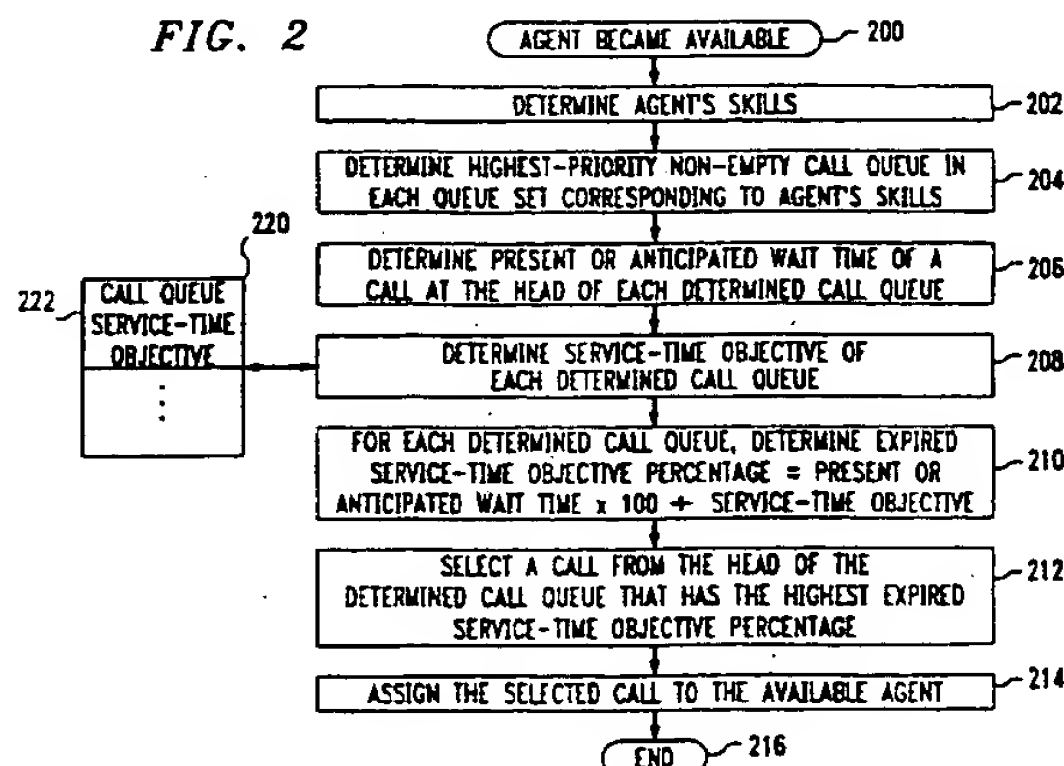 FIG. 2
AGENT BECAME AVAILABLE
200
DETERMINE AGENT'S SKILLS
202
DETERMINE HIGHEST-PRIORITY NON-EMPTY CALL QUEUE IN
EACH QUEUE SET CORRESPONDING TO AGENT'S SKILLS
204
220
222
CALL QUEUE
SERVICE-TIME
OBJECTIVE
DETERMINE PRESENT OR ANTICIPATED WAIT TIME OF A
CALL AT THE HEAD OF EACH DETERMINED CALL QUEUE
206
DETERMINE SERVICE-TIME OBJECTIVE OF
EACH DETERMINED CALL QUEUE
208
FOR EACH DETERMINED CALL QUEUE, DETERMINE EXPIRED
SERVICE-TIME OBJECTIVE PERCENTAGE = PRESENT OR
ANTICIPATED WAIT TIME x 100 ÷ SERVICE-TIME OBJECTIVE
210
SELECT A CALL FROM THE HEAD OF THE
DETERMINED CALL QUEUE THAT HAS THE HIGHEST EXPIRED
SERVICE-TIME OBJECTIVE PERCENTAGE
212
ASSIGN THE SELECTED CALL TO THE AVAILABLE AGENT
214
END
216